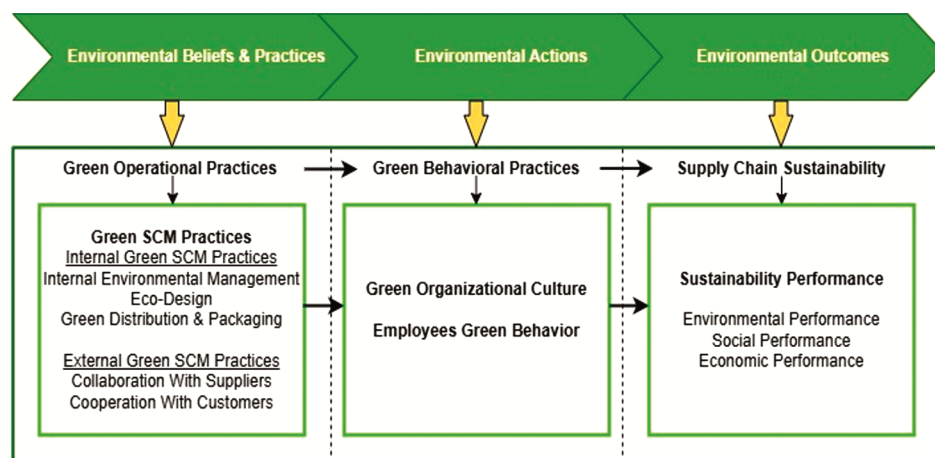 Environmental Beliefs & Practices
Environmental Actions
Environmental Outcomes
Green Operational Practices
Green Behavioral Practices
Supply Chain Sustainability
Green SCM Practices
Internal Green SCM Practices
Internal Environmental Management
Eco-Design
Green Distribution & Packaging
External Green SCM Practices
Collaboration With Suppliers
Cooperation With Customers
Green Organizational Culture
Employees Green Behavior
Sustainability Performance
Environmental Performance
Social Performance
Economic Performance